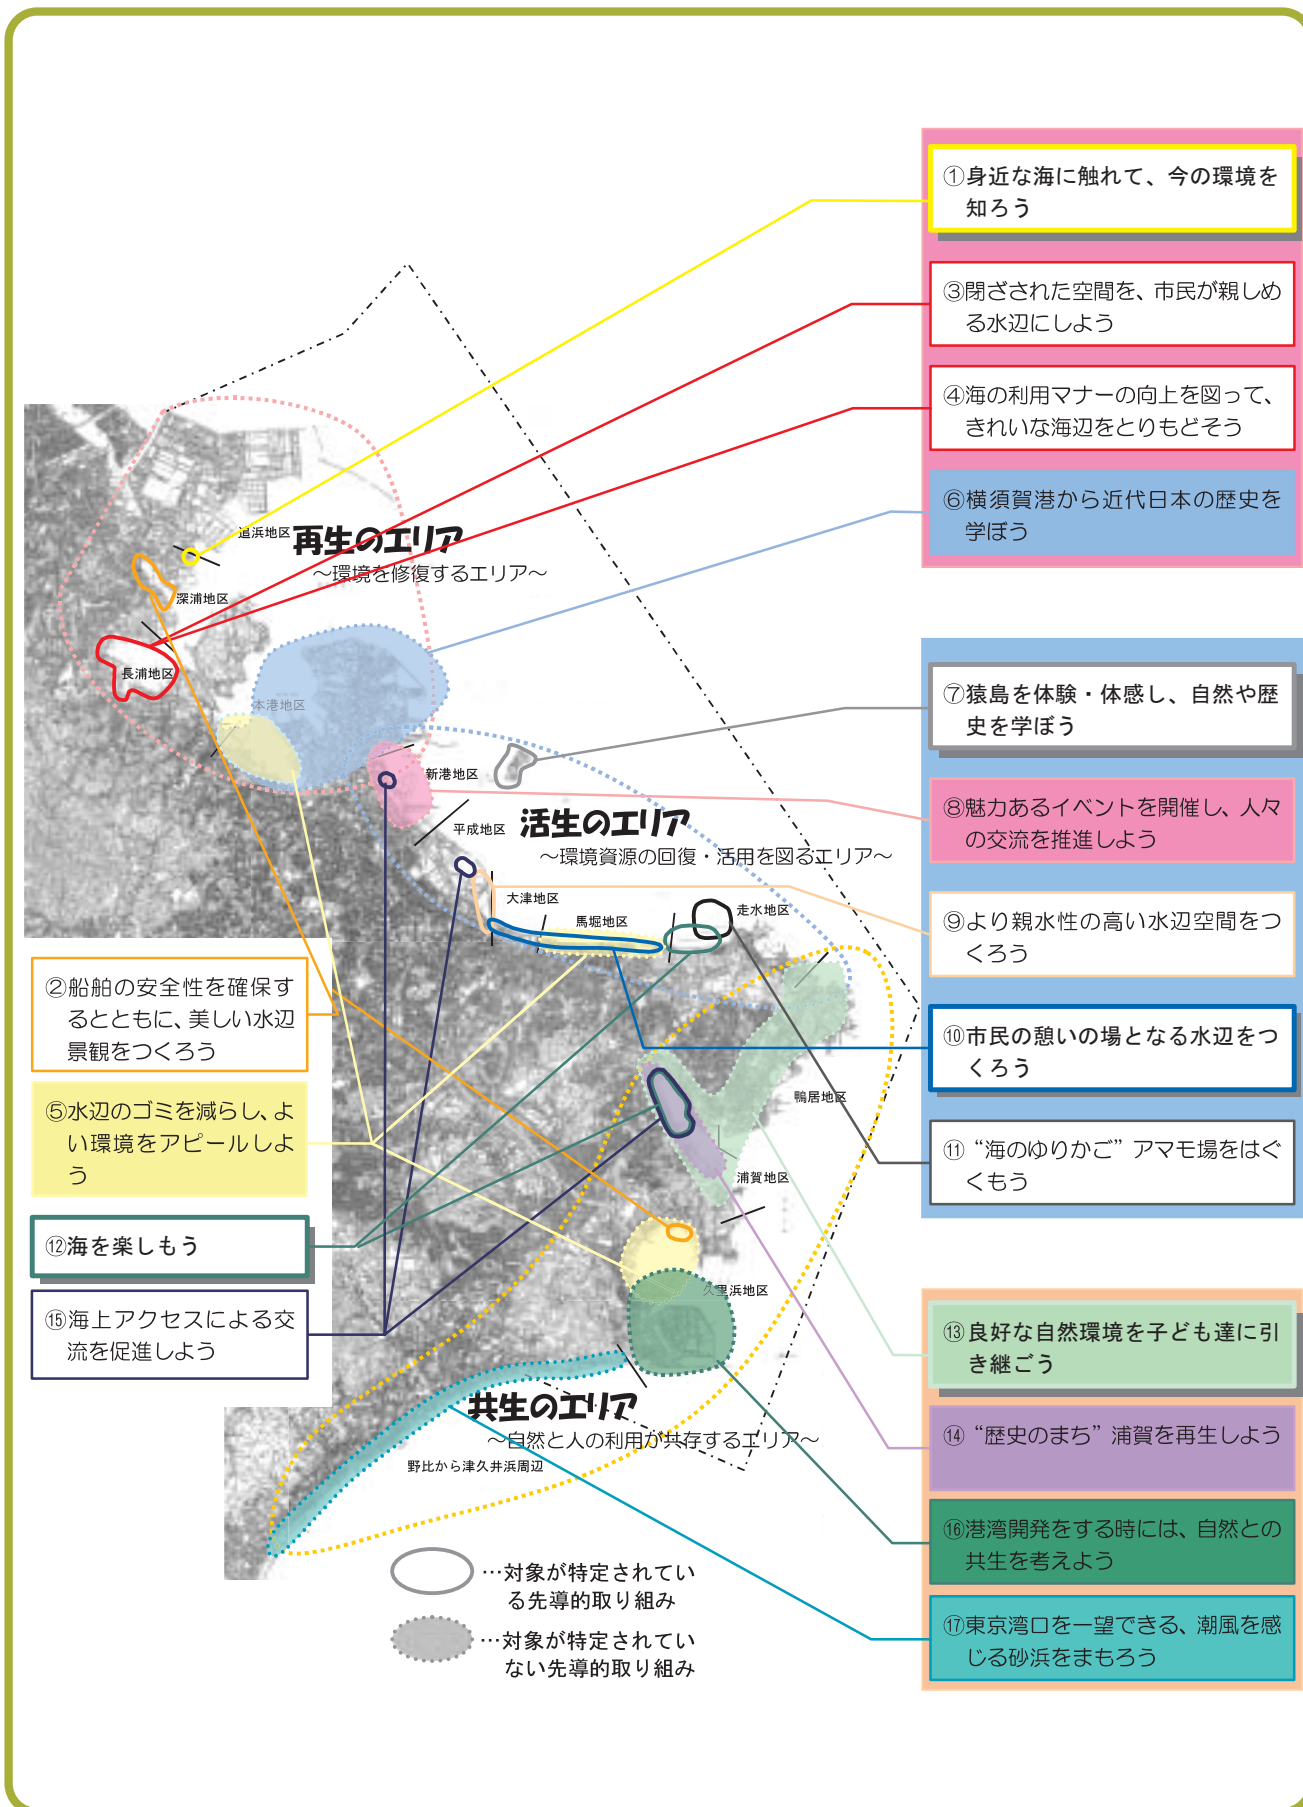 ①身近な海に触れて、今の環境を
知ろう
③閉ざされた空間を、市民が親しめ
る水辺にしよう
④海の利用マナーの向上を図って、
きれいな海辺をとりもどそう
⑥横須賀港から近代日本の歴史を
学ぼう
追浜地区
再生のエリア
～環境を修復するエリア～
深浦地区
長浦地区
本港地区
⑦猿島を体験・体感し、自然や歴
史を学ぼう
新港地区
⑧魅力あるイベントを開催し、人々
の交流を推進しよう
平成地区
活生のエリア
～環境資源の回復・活用を図るエリア～
大津地区
馬堀地区
走水地区
⑨より親水性の高い水辺空間をつ
くろう
②船舶の安全性を確保す
るとともに、美しい水辺
景観をつくろう
⑩市民の憩いの場となる水辺をつ
くろう
⑤水辺のゴミを減らし、よ
い環境をアピールしよ
う
鴨居地区
⑪“海のゆりかご”アマモ場をはぐ
くもう
浦賀地区
⑫海を楽しもう
久里浜地区
⑮海上アクセスによる交
流を促進しよう
⑬良好な自然環境を子ども達に引
き継ごう
共生のエリア
～自然と人の利用が共存するエリア～
野比から津久井浜周辺
⑭“歴史のまち”浦賀を再生しよう
⑯港湾開発をする時には、自然との
共生を考えよう
⑰東京湾口を一望できる、潮風を感
じる砂浜をまもろう
…対象が特定されてい
る先導的取り組み
…対象が特定されてい
ない先導的取り組み